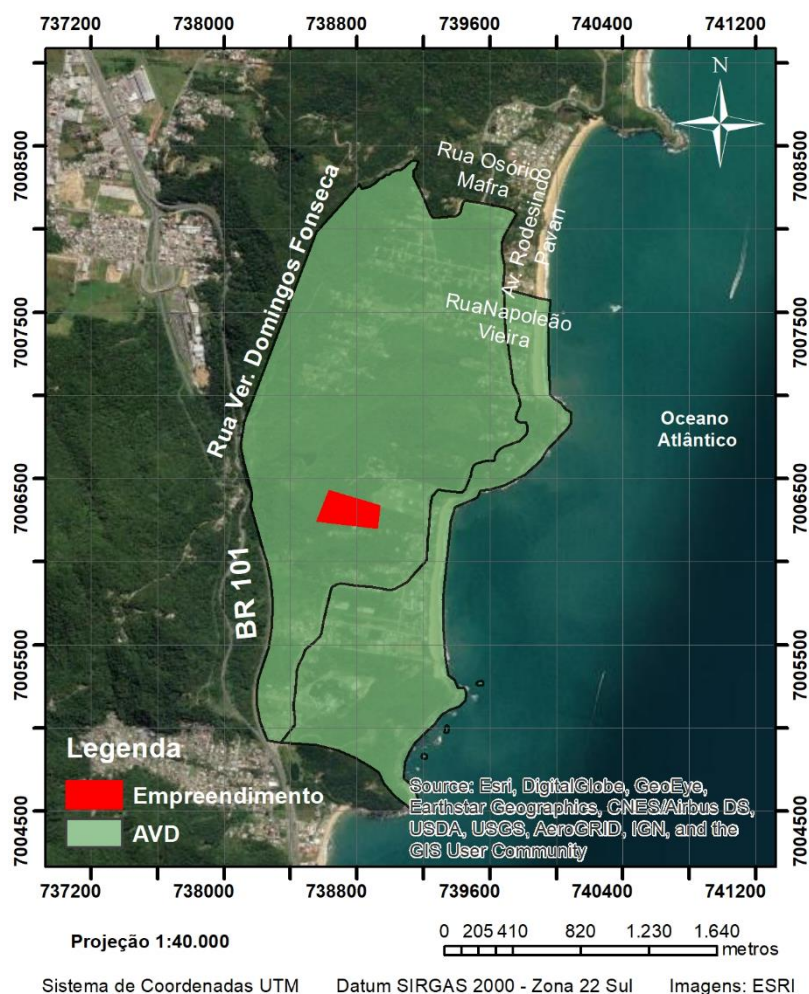 737200 738000 738800 739600 740400 741200
7008500
7007500
7006500
7005500
7004500
7008500
7007500
7006500
7005500
7004500
N
Rua Osório
Mafra
Av. Rodesindo
Pavan
Rua Ver. Domingos Fonseca
RuaNapoleão
Vieira
Oceano
Atlântico
BR 101
Legenda
Empreendimento
AVD
Source: Esri, DigitalGlobe, GeoEye,
Earthstar Geographics, CNES/Airbus DS,
USDA, USGS, AeroGRID, IGN, and the
GIS User Community
737200 738000 738800 739600 740400 741200
Projeção 1:40.000
0 205 410 820 1.230 1.640
metros
Sistema de Coordenadas UTM Datum SIRGAS 2000 - Zona 22 Sul Imagens: ESRI